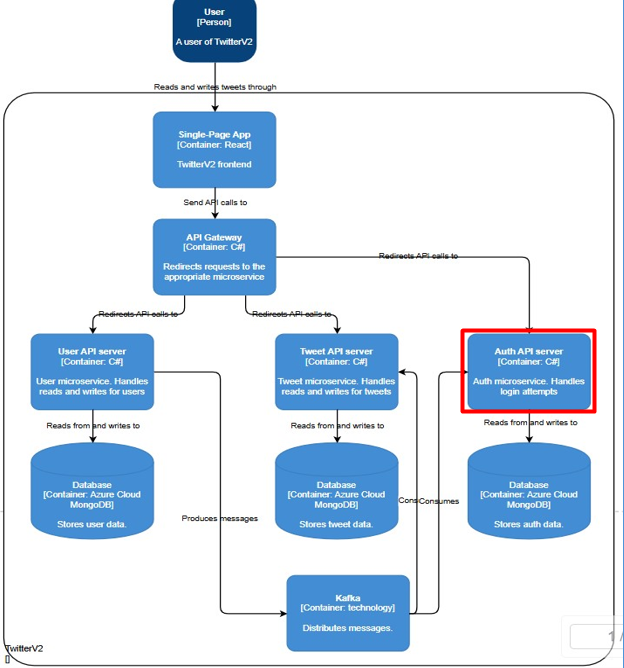 User
[Person]
A user of TwitterV2
Reads and writes tweets through
Single-Page App
[Container: React]
TwitterV2 frontend
Send API calls to
API Gateway
[Container: C#]
Redirects requests to the
appropriate microservice
Redirects API calls to
Redirects API calls to
Redirects API calls to
User API server
[Container: C#]
User microservice. Handles
reads and writes for users
Tweet API server
[Container: C#]
Tweet microservice. Handles
reads and writes for tweets
Auth API server
[Container: C#]
Auth microservice. Handles
login attempts
Reads from and writes to
Reads from and writes to
Reads from and writes to
Database
[Container: Azure Cloud
MongoDB]
Stores user data.
Database
[Container: Azure Cloud
MongoDB]
Stores tweet data.
Database
[Container: Azure Cloud
MongoDB]
Stores auth data.
Produces messages
Cons
Consumes
Kafka
[Container: technology]
Distributes messages.
1 /
TwitterV2
[]